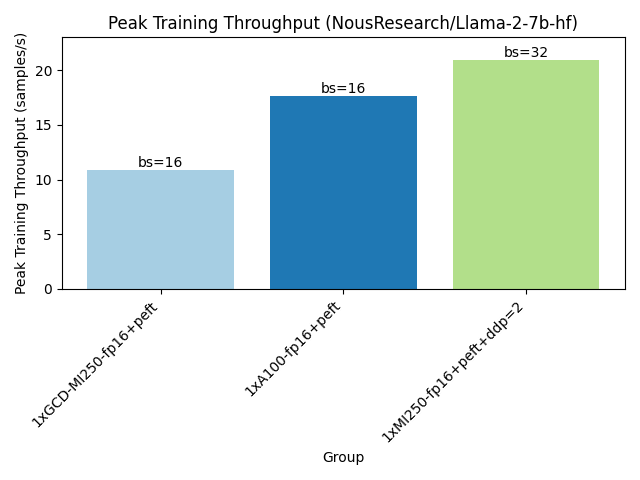 Peak Training Throughput (NousResearch/Llama-2-7b-hf)
Peak Training Throughput (samples/s)
20
15
10
5
0
bs=16
bs=16
bs=32
1xGCD-MI250-fp16+peft
1xA100-fp16+peft
1xMI250-fp16+peft+ddp=2
Group